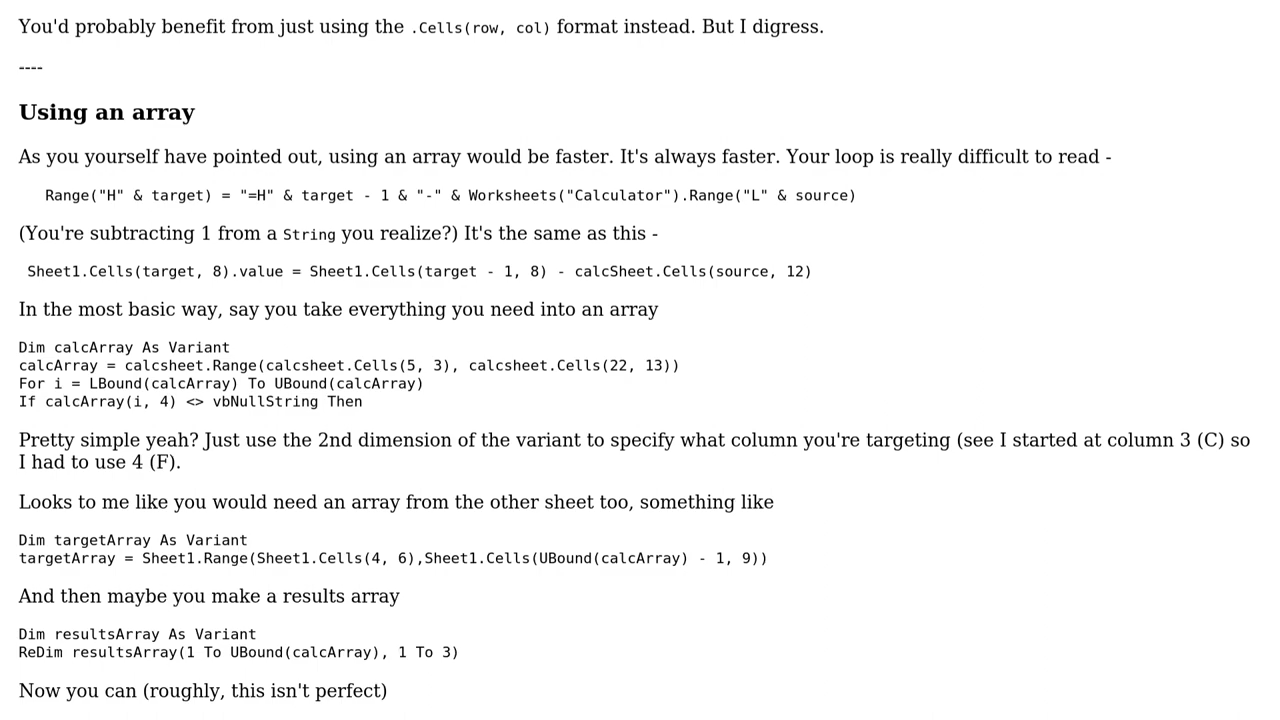 You'd probably benefit from just using the .Cells(row, col) format instead. But I digress.
----
Using an array
As you yourself have pointed out, using an array would be faster. It's always faster. Your loop is really difficult to read -
Range("H" & target) = "=H" & target - 1 & "-" & Worksheets("Calculator").Range("L" & source)
(You're subtracting 1 from a String you realize?) It's the same as this -
Sheet1.Cells(target, 8).value = Sheet1.Cells(target - 1, 8) - calcSheet.Cells(source, 12)
In the most basic way, say you take everything you need into an array
Dim calcArray As Variant
calcArray = calcsheet.Range(calcsheet.Cells(5, 3), calcsheet.Cells(22, 13))
For i = LBound(calcArray) To UBound(calcArray)
If calcArray(i, 4) <> vbNullString Then
Pretty simple yeah? Just use the 2nd dimension of the variant to specify what column you're targeting (see I started at column 3 (C) so
I had to use 4 (F).
Looks to me like you would need an array from the other sheet too, something like
Dim targetArray As Variant
targetArray = Sheet1.Range(Sheet1.Cells(4, 6),Sheet1.Cells(UBound(calcArray) - 1, 9))
And then maybe you make a results array
Dim resultsArray As Variant
ReDim resultsArray(1 To UBound(calcArray), 1 To 3)
Now you can (roughly, this isn't perfect)